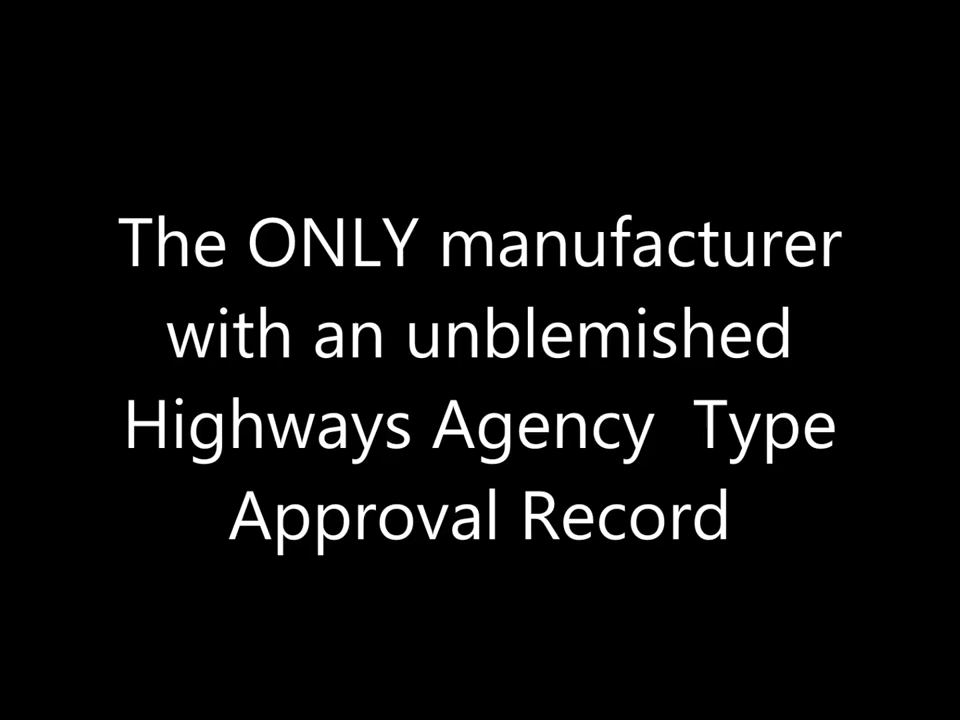 The ONLY manufacturer
with an unblemished
Highways Agency  Type
Approval Record